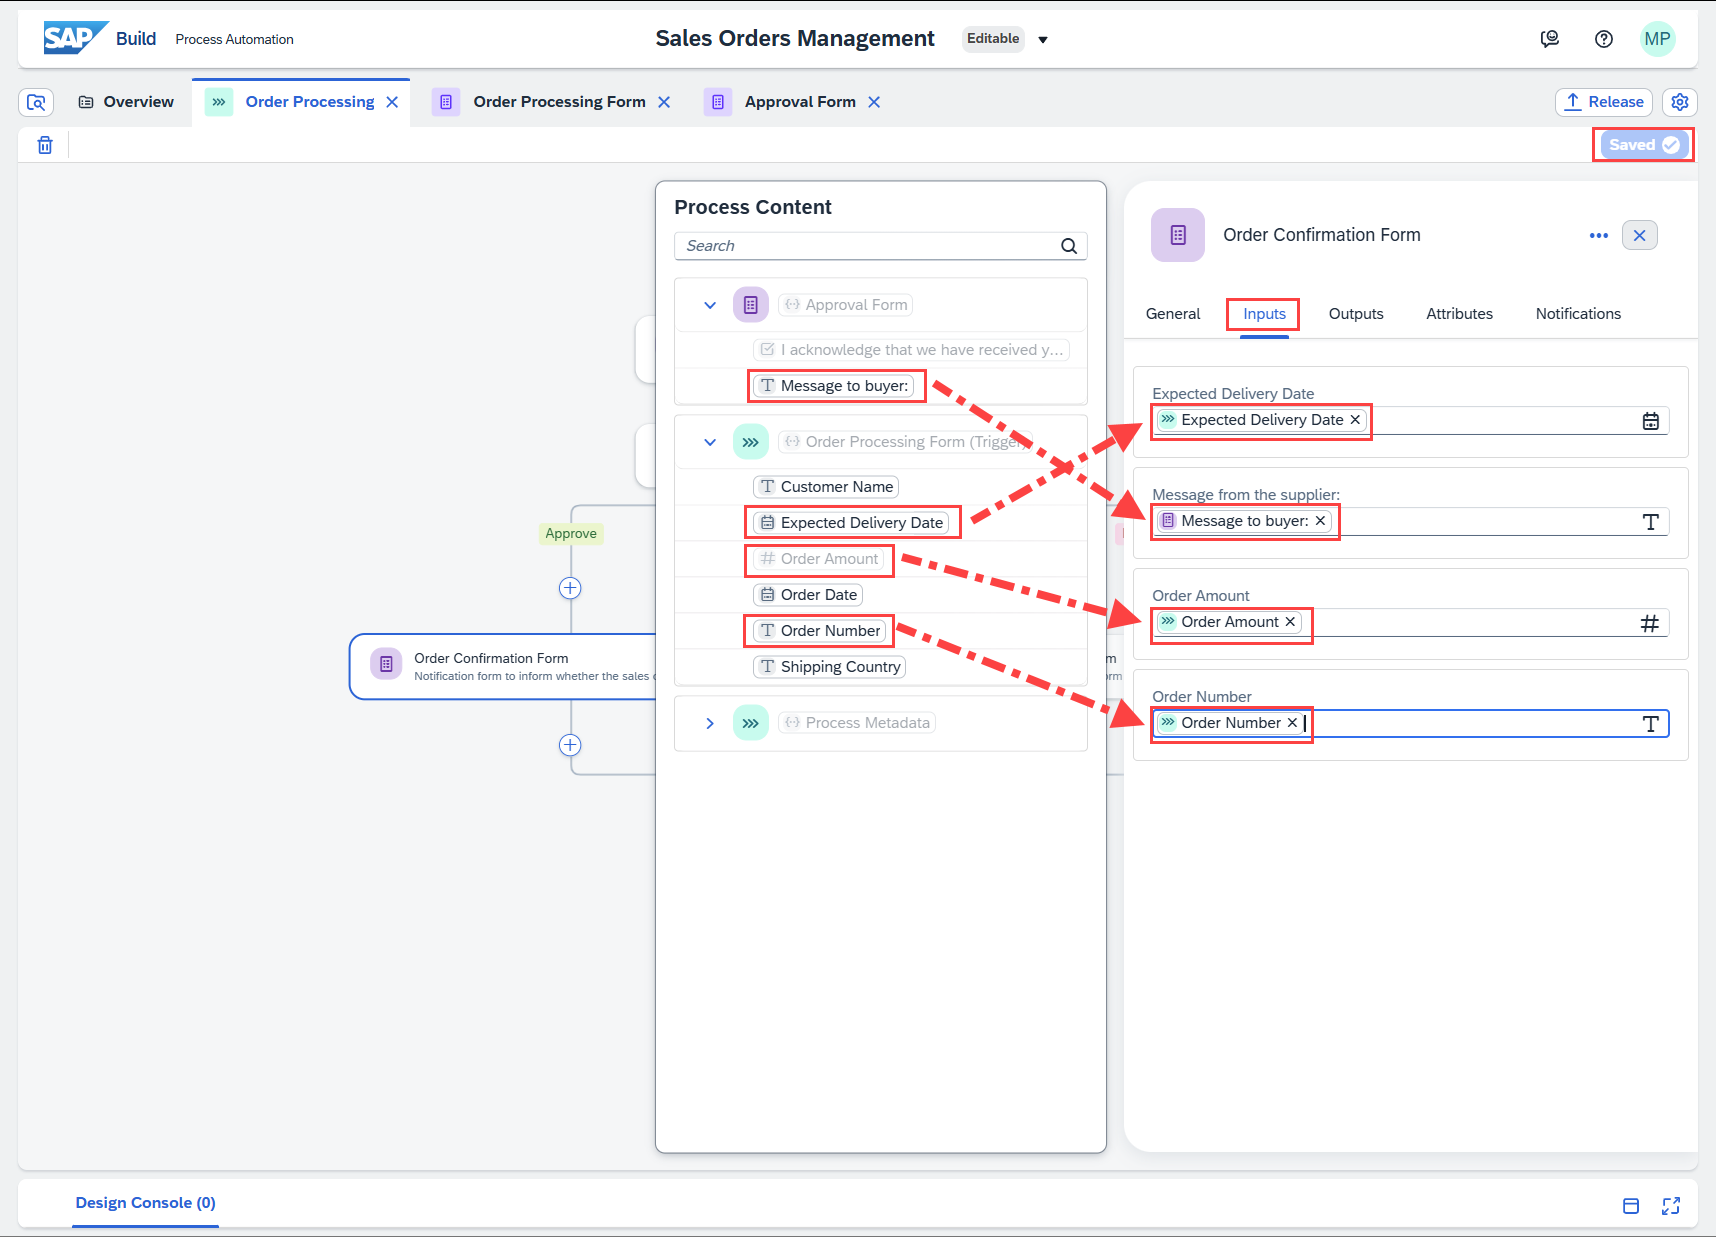 SAP Build Process Automation
Sales Orders Management Editable
MP
Overview
Order Processing
Order Processing Form
Approval Form
Release
Saved
Process Content
Search
Approval Form
I acknowledge that we have received y...
Message to buyer:
Order Processing Form (Trigger)
Customer Name
Expected Delivery Date
Order Amount
Order Date
Order Number
Shipping Country
Process Metadata
Approve
Order Confirmation Form
Notification form to inform whether the sales
Order Confirmation Form
General
Inputs
Outputs
Attributes
Notifications
Expected Delivery Date
Expected Delivery Date
Message from the supplier:
Message to buyer:
Order Amount
Order Amount
Order Number
Order Number
Design Console (0)